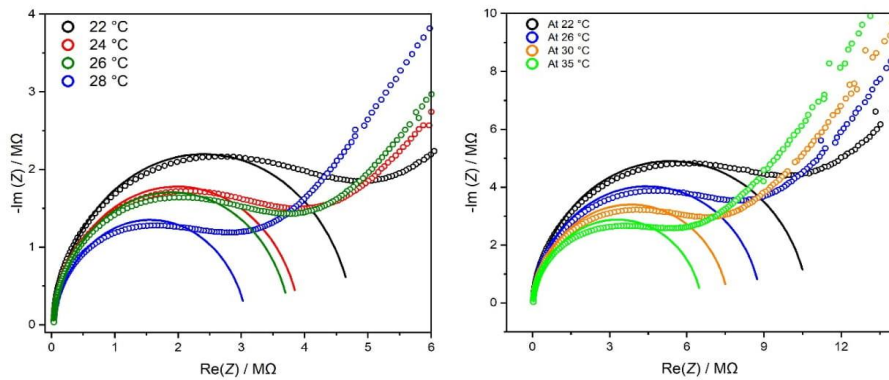 4
3
2
1
0
-Im (Z) / MΩ
22 °C
24 °C
26 °C
28 °C
0 1 2 3 4 5 6
Re(Z) / MΩ
10
8
6
4
2
0
-Im (Z) / MΩ
At 22 °C
At 26 °C
At 30 °C
At 35 °C
0 3 6 9 12
Re(Z) / MΩ